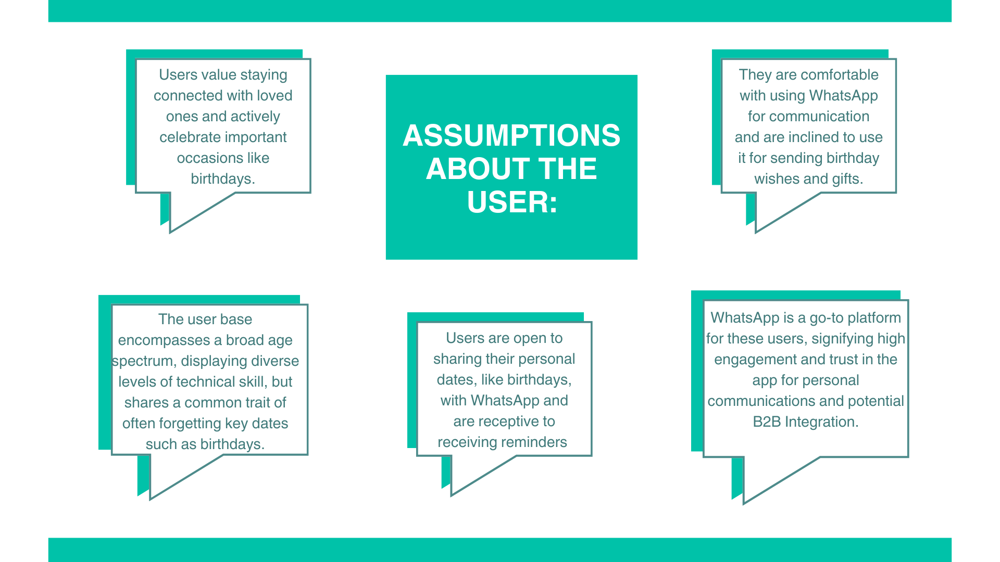 Users value staying
connected with loved
ones and actively
celebrate important
occasions like
birthdays.
ASSUMPTIONS
ABOUT THE
USER:
They are comfortable
with using WhatsApp
for communication
and are inclined to use
it for sending birthday
wishes and gifts.
The user base
encompasses a broad age
spectrum, displaying diverse
levels of technical skill, but
shares a common trait of
often forgetting key dates
such as birthdays.
Users are open to
sharing their personal
dates, like birthdays,
with WhatsApp and
are receptive to
receiving reminders
WhatsApp is a go-to platform
for these users, signifying high
engagement and trust in the
app for personal
communications and potential
B2B Integration.